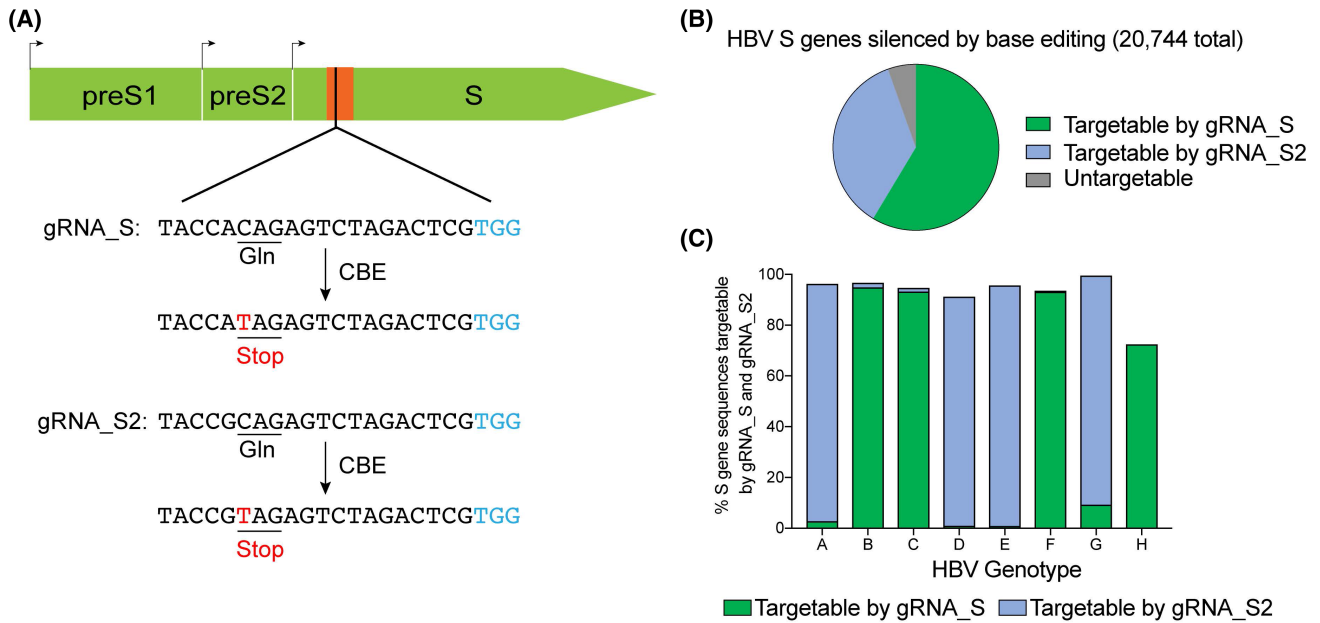 (A)
preS1 preS2 S
gRNA_S: TACCACAGAGTCTAGACTCGTGG
Gln
CBE
TACCATAGAGTCTAGACTCGTGG
Stop
gRNA_S2: TACCGCAGAGTCTAGACTCGTGG
Gln
CBE
TACCGTAGAGTCTAGACTCGTGG
Stop
(B)
HBV S genes silenced by base editing (20,744 total)
Targetable by gRNA_S
Targetable by gRNA_S2
Untargetable
(C)
% S gene sequences targetable
by gRNA_S and gRNA_S2
100
80
60
40
20
0
A B C D E F G H
HBV Genotype
Targetable by gRNA_S Targetable by gRNA_S2